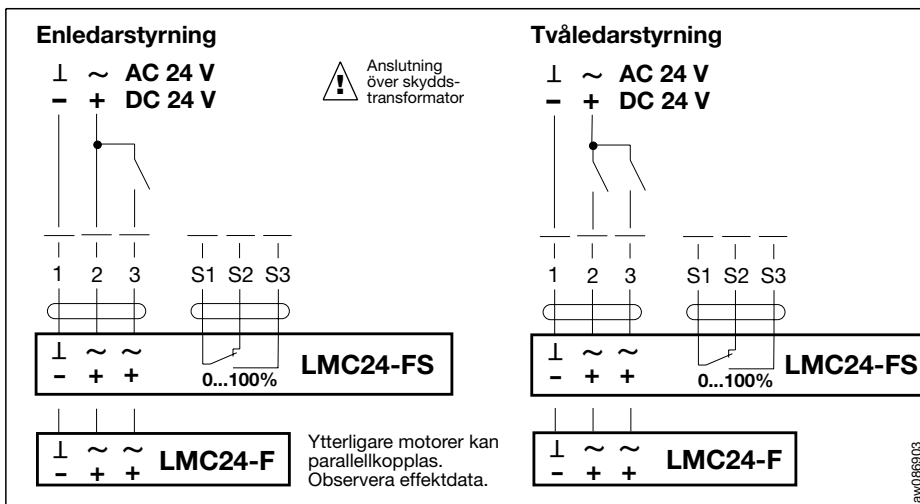 Enledarstyrning
⊥ ~ AC 24 V
– + DC 24 V
Anslutning
över skydds-
transformator
1 2 3 S1 S2 S3
⊥ ~ ~
– + +
0...100%
LMC24-FS
⊥ ~ ~
– + +
LMC24-F
Ytterligare motorer kan
parallellkopplas.
Observera effektdata.
Tvåledarstyrning
⊥ ~ AC 24 V
– + DC 24 V
1 2 3 S1 S2 S3
⊥ ~ ~
– + +
0...100%
LMC24-FS
⊥ ~ ~
– + +
LMC24-F
awd86903